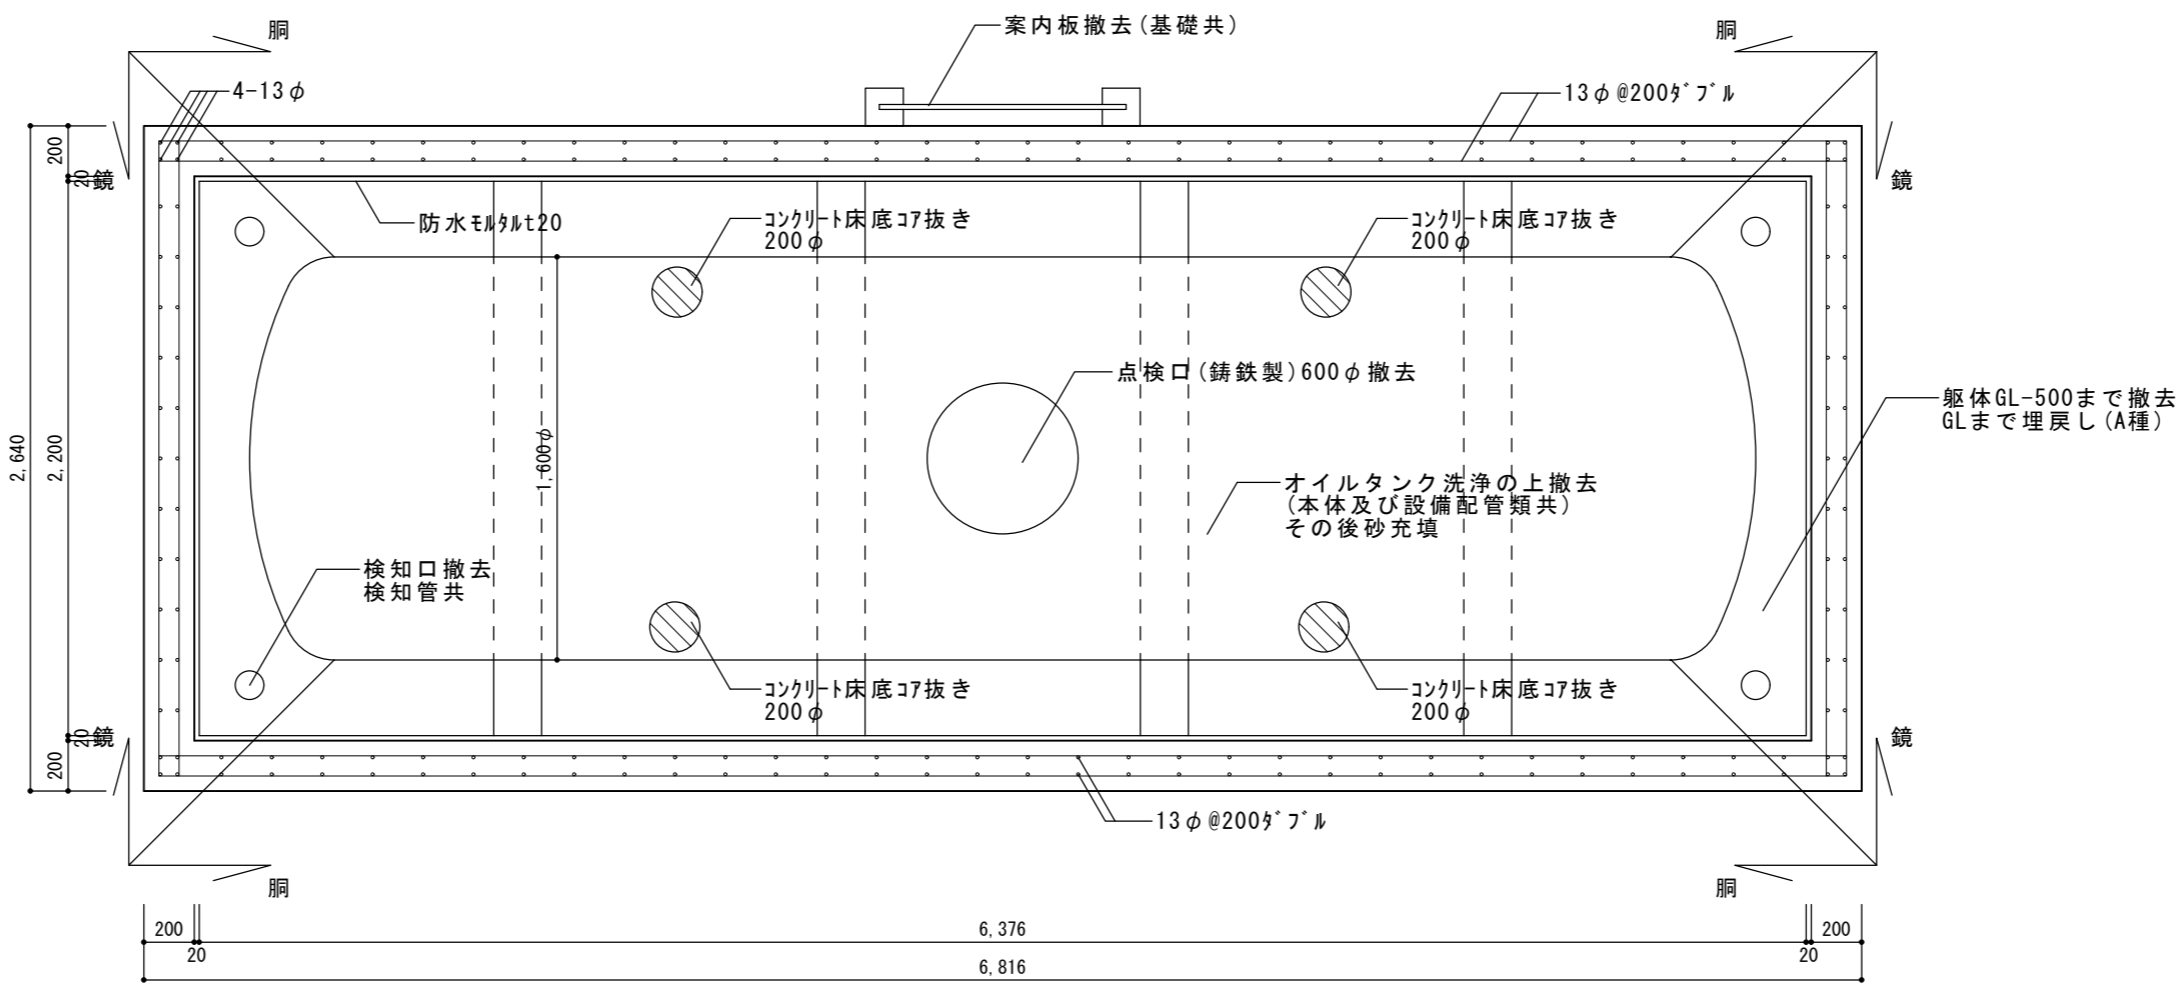 案内板撤去(基礎共)
胴
胴
4-13φ
13φ@200ダブル
200
20
鏡
鏡
防水モルタルt20
コンクリート床底コア抜き
200φ
コンクリート床底コア抜き
200φ
点検口(鋳鉄製)600φ撤去
躯体GL-500まで撤去
GLまで埋戻し(A種)
2,640
2,200
1,600φ
オイルタンク洗浄の上撤去
(本体及び設備配管類共)
その後砂充填
検知口撤去
検知管共
コンクリート床底コア抜き
200φ
コンクリート床底コア抜き
200φ
20
鏡
鏡
200
13φ@200ダブル
胴
胴
200
6,376
200
20
20
6,816